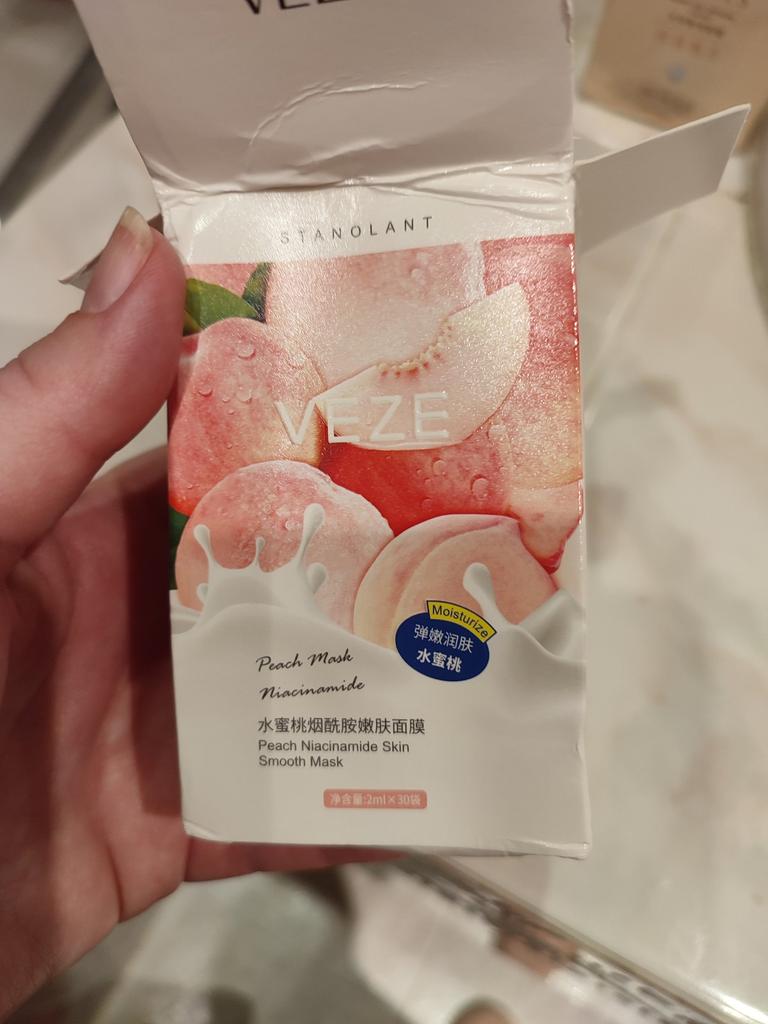 VEZE
STANOLANT
VEZE
Moisturize
弹嫩润肤
水蜜桃
Peach Mask
Niacinamide
水蜜桃烟酰胺嫩肤面膜
Peach Niacinamide Skin
Smooth Mask
净含量:2ml×30袋